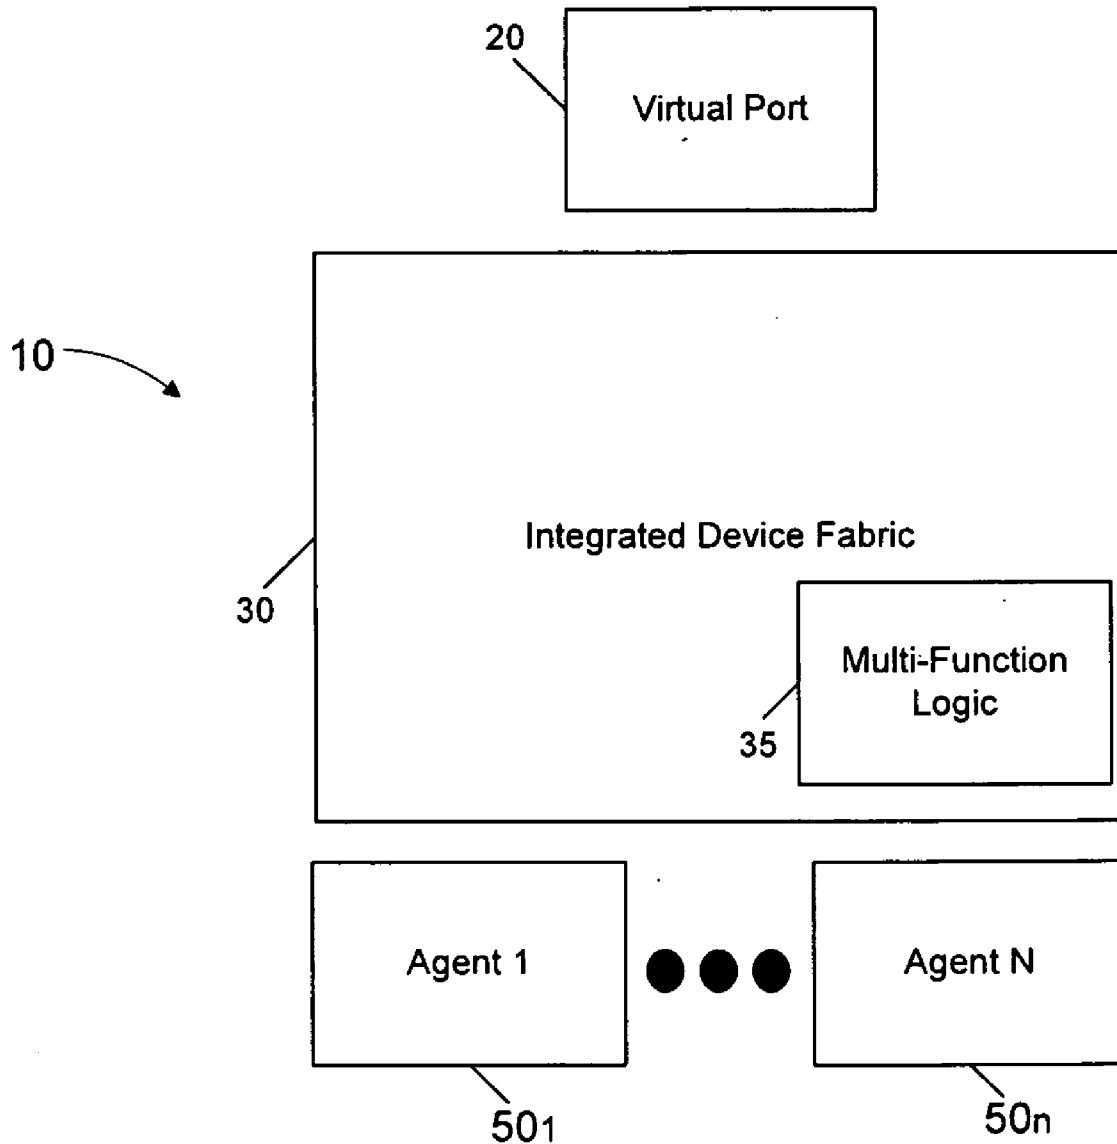 20
Virtual Port
10
Integrated Device Fabric
30
Multi-Function
Logic
35
Agent 1
Agent N
501
50n